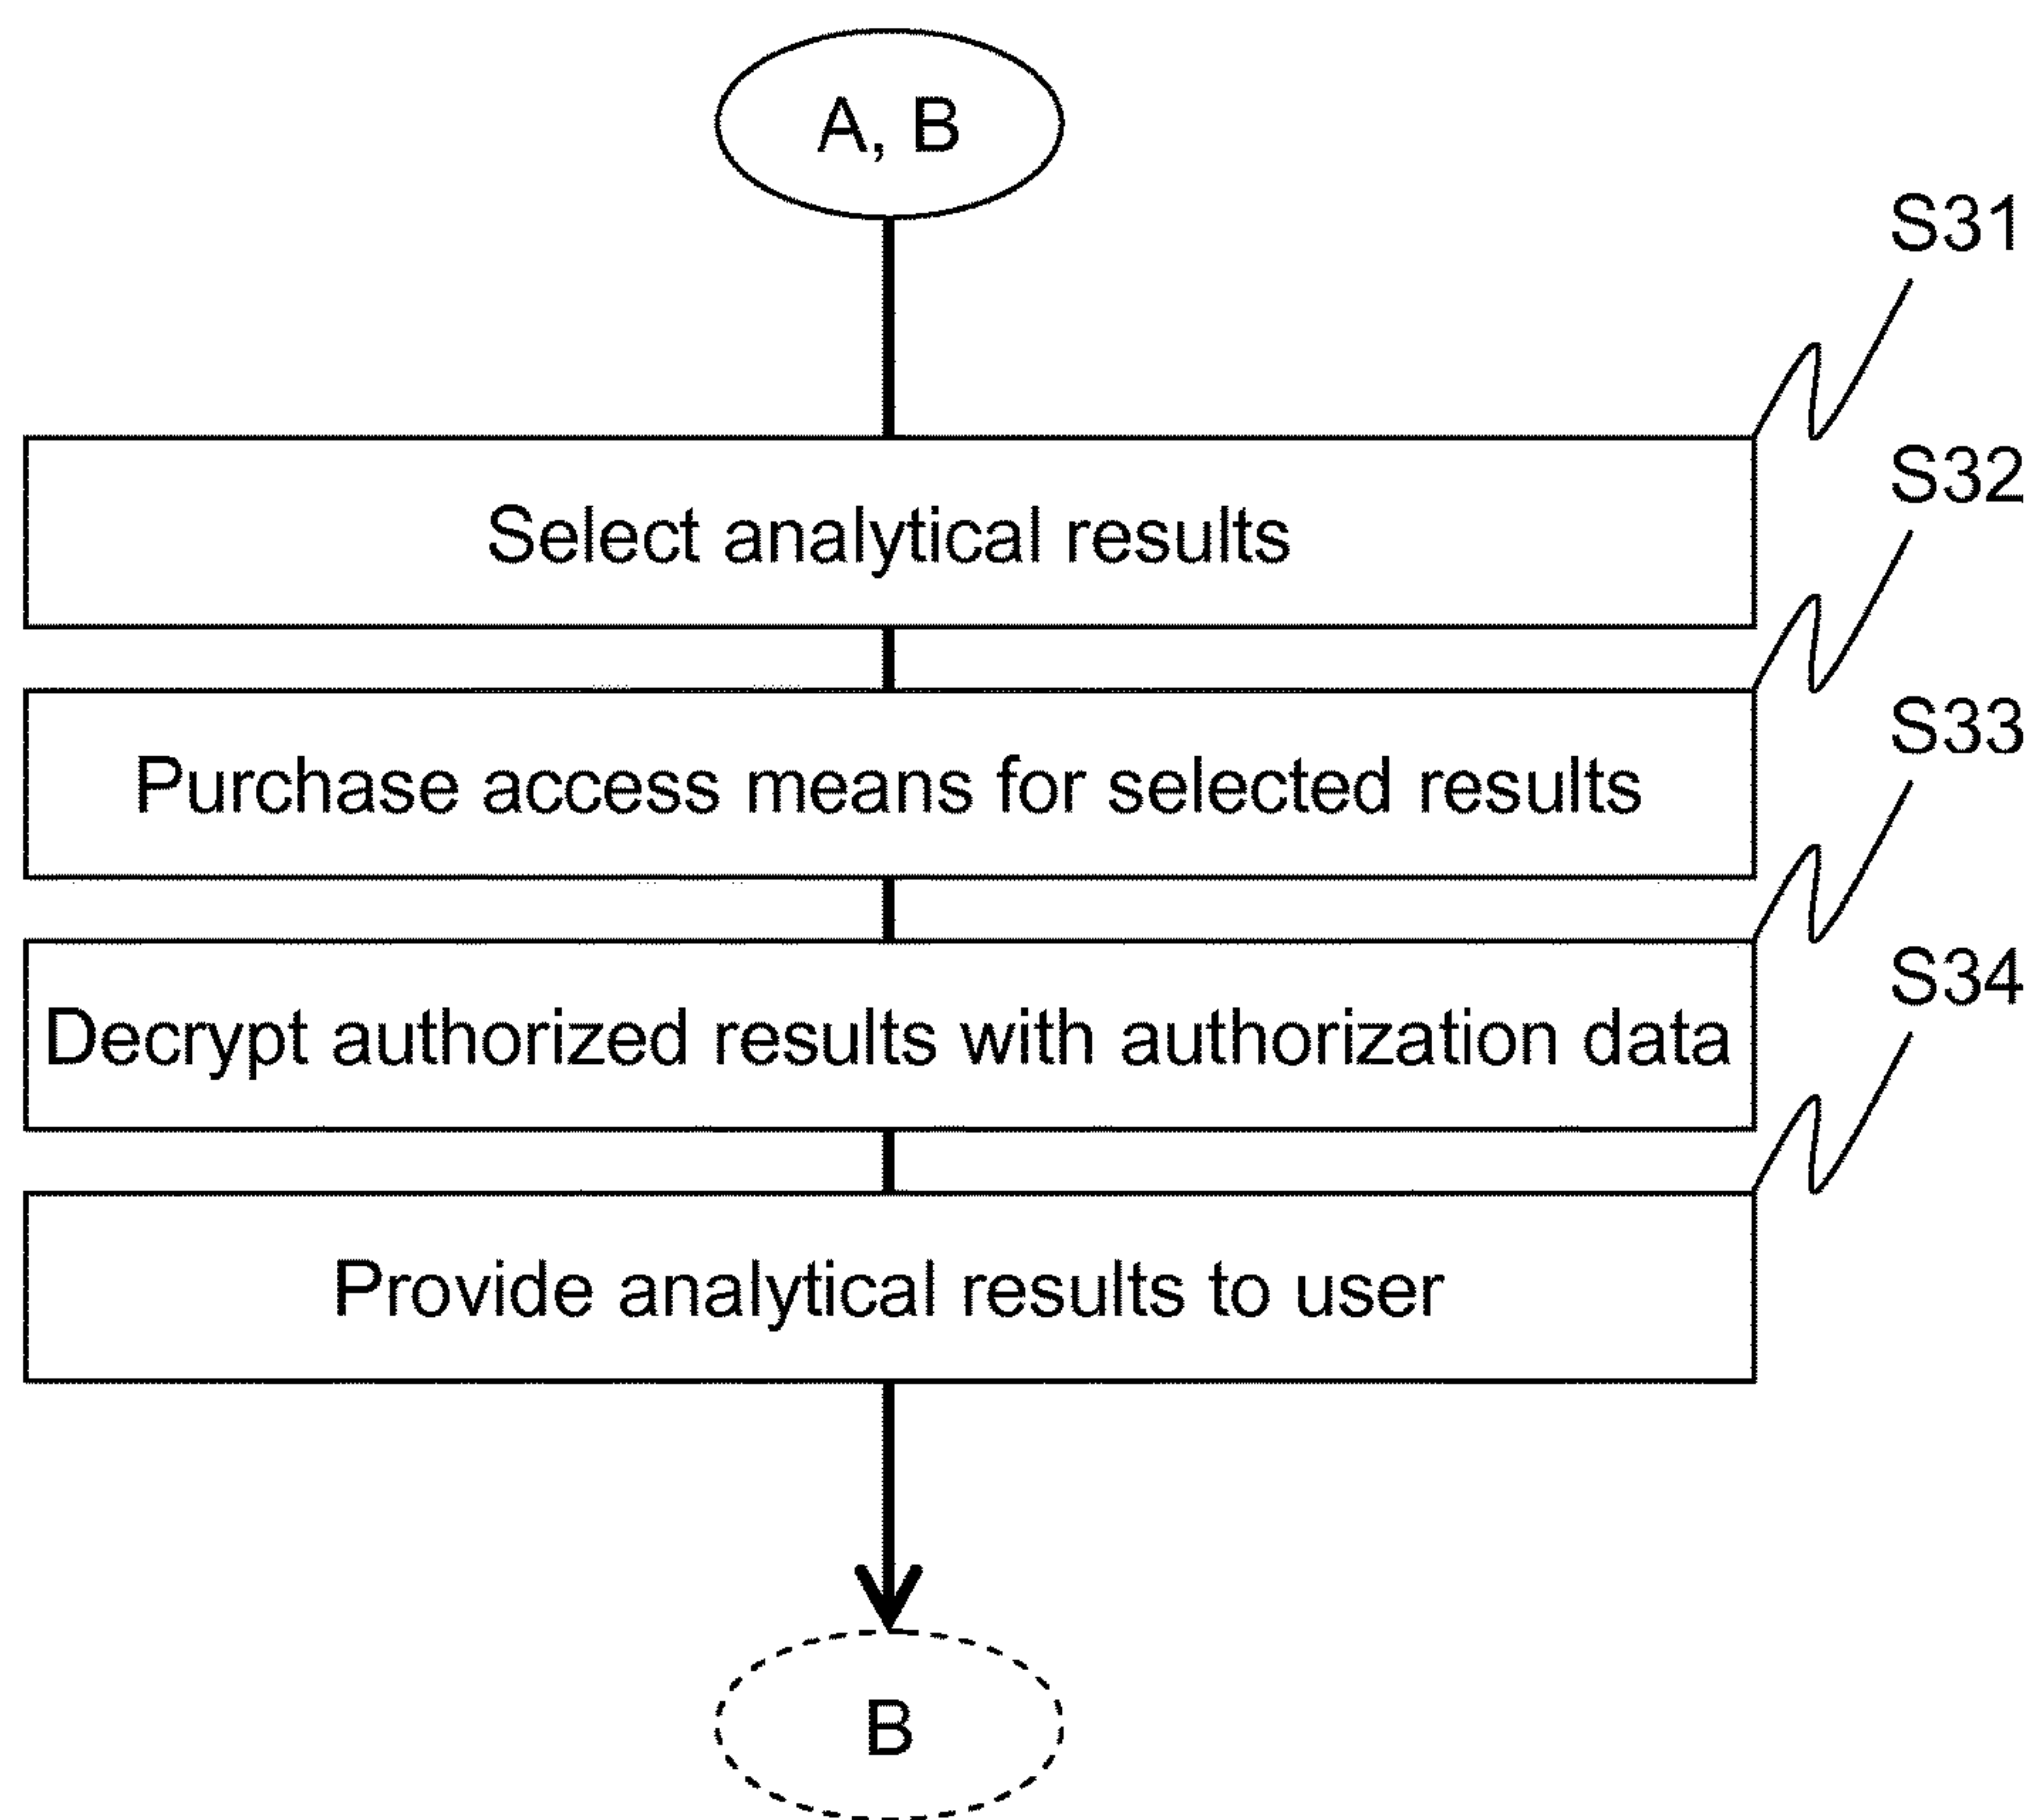 A, B
S31
Select analytical results
S32
Purchase access means for selected results
S33
Decrypt authorized results with authorization data
S34
Provide analytical results to user
B